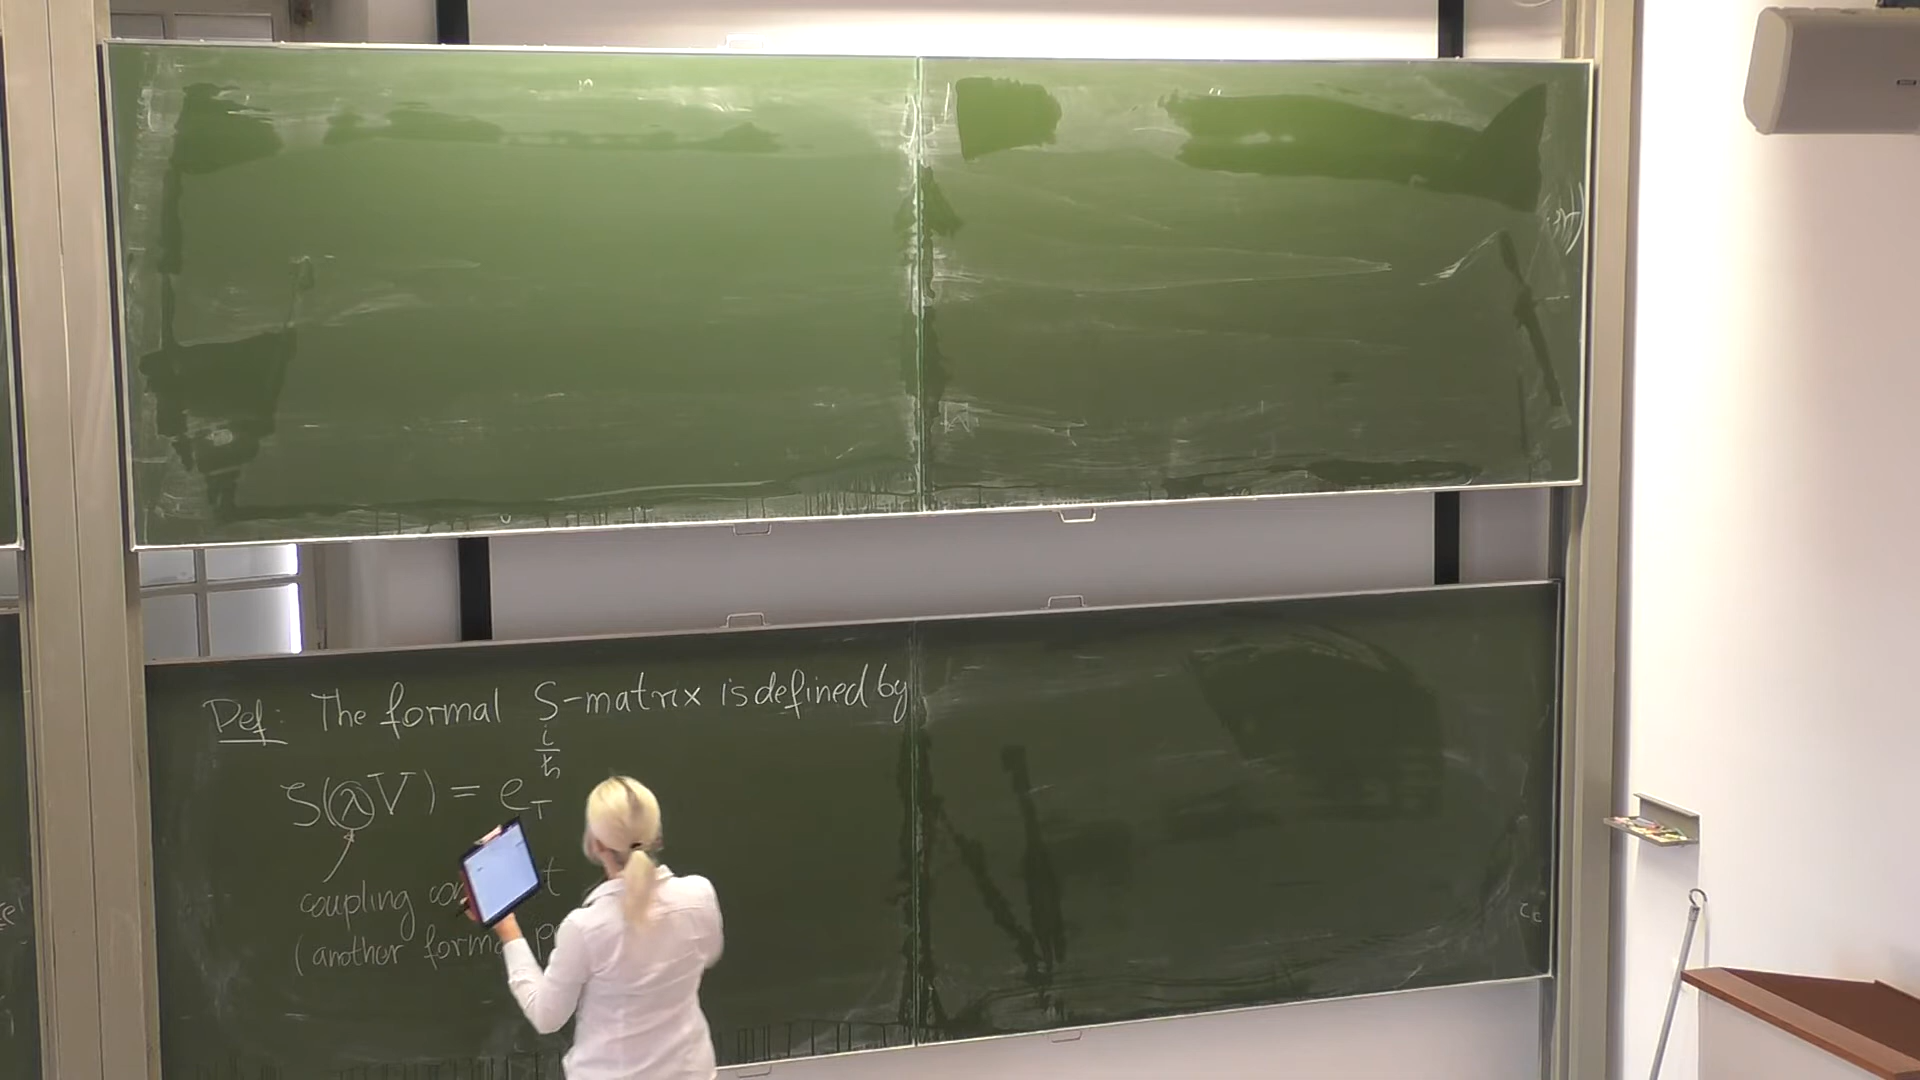 Def: The formal S-matrix is defined by
S(λV) = e_T^{i/ħ
coupling
(another